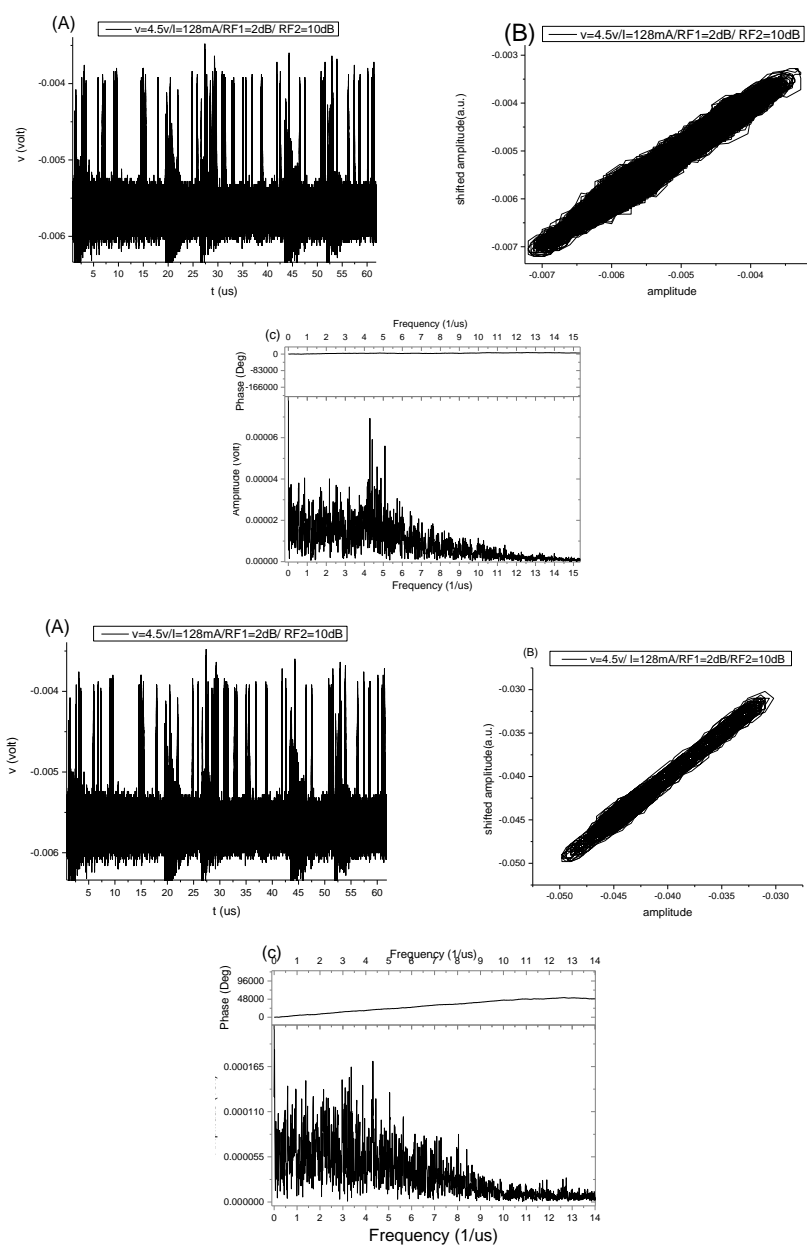 (A)
v=4.5v/I=128mA/RF1=2dB/ RF2=10dB
-0.004
-0.005
-0.006
v (volt)
5 10 15 20 25 30 35 40 45 50 55 60
t (us)
(B)
v=4.5v/I=128mA/RF1=2dB/ RF2=10dB
-0.003
-0.004
-0.005
-0.006
-0.007
shifted amplitude(a.u.)
-0.007 -0.006 -0.005 -0.004
amplitude
(c)
Frequency (1/us)
0 1 2 3 4 5 6 7 8 9 10 11 12 13 14 15
0
-83000
-166000
Phase (Deg)
0.00006
0.00004
0.00002
0.00000
Amplitude (volt)
0 1 2 3 4 5 6 7 8 9 10 11 12 13 14 15
Frequency (1/us)
(A)
v=4.5v/I=128mA/RF1=2dB/ RF2=10dB
-0.004
-0.005
-0.006
v (volt)
5 10 15 20 25 30 35 40 45 50 55 60
t (us)
(B)
v=4.5v/ I=128mA/RF1=2dB/RF2=10dB
-0.030
-0.035
-0.040
-0.045
-0.050
shifted amplitude(a.u.)
-0.050 -0.045 -0.040 -0.035 -0.030
amplitude
(c)
Frequency (1/us)
0 1 2 3 4 5 6 7 8 9 10 11 12 13 14
96000
48000
0
Phase (Deg)
0.000165
0.000110
0.000055
0.000000
0 1 2 3 4 5 6 7 8 9 10 11 12 13 14
Frequency (1/us)